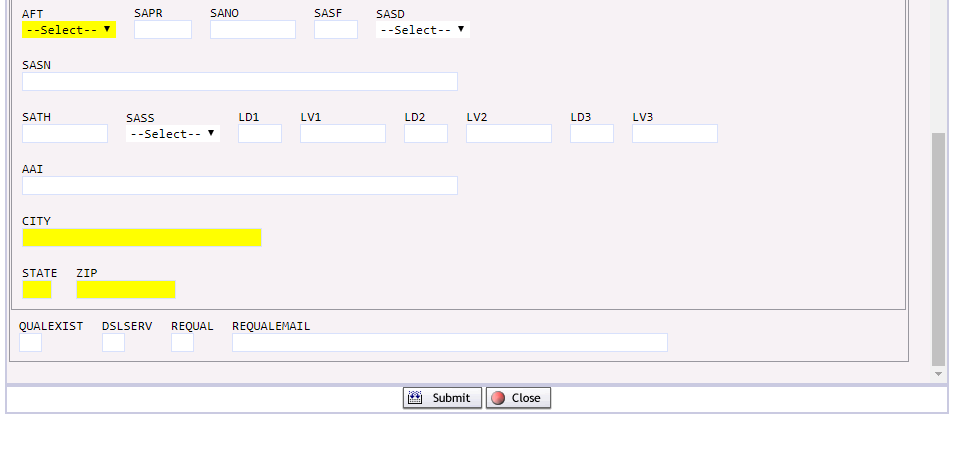 AFT SAPR SANO SASF SASD
--Select-- --Select--
SASN
SATH SASS LD1 LV1 LD2 LV2 LD3 LV3
--Select--
AAI
CITY
STATE ZIP
QUALEXIST DSLSERV REQUAL REQUALEMAIL
Submit Close